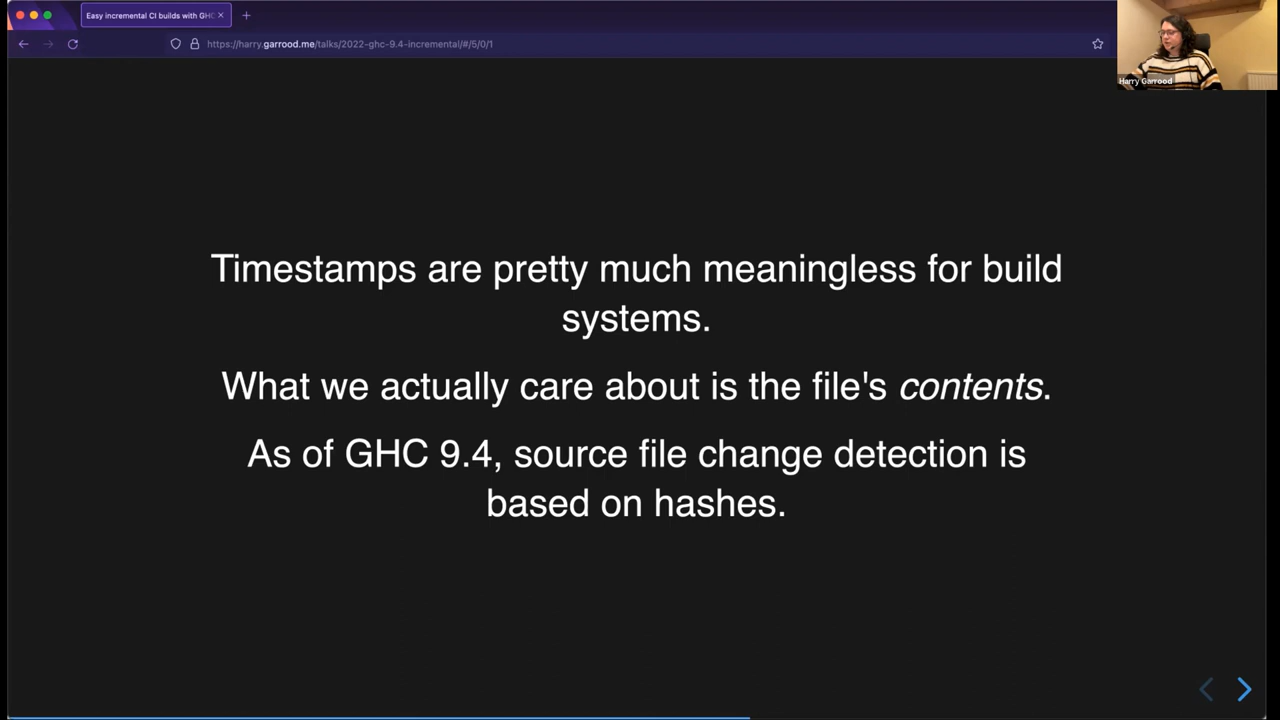 Easy incremental CI builds with GHC
https://harry.garrood.me/talks/2022-ghc-9.4-incremental/#/5/0/1
Harry Garrood
Timestamps are pretty much meaningless for build
systems.
What we actually care about is the file's contents.
As of GHC 9.4, source file change detection is
based on hashes.